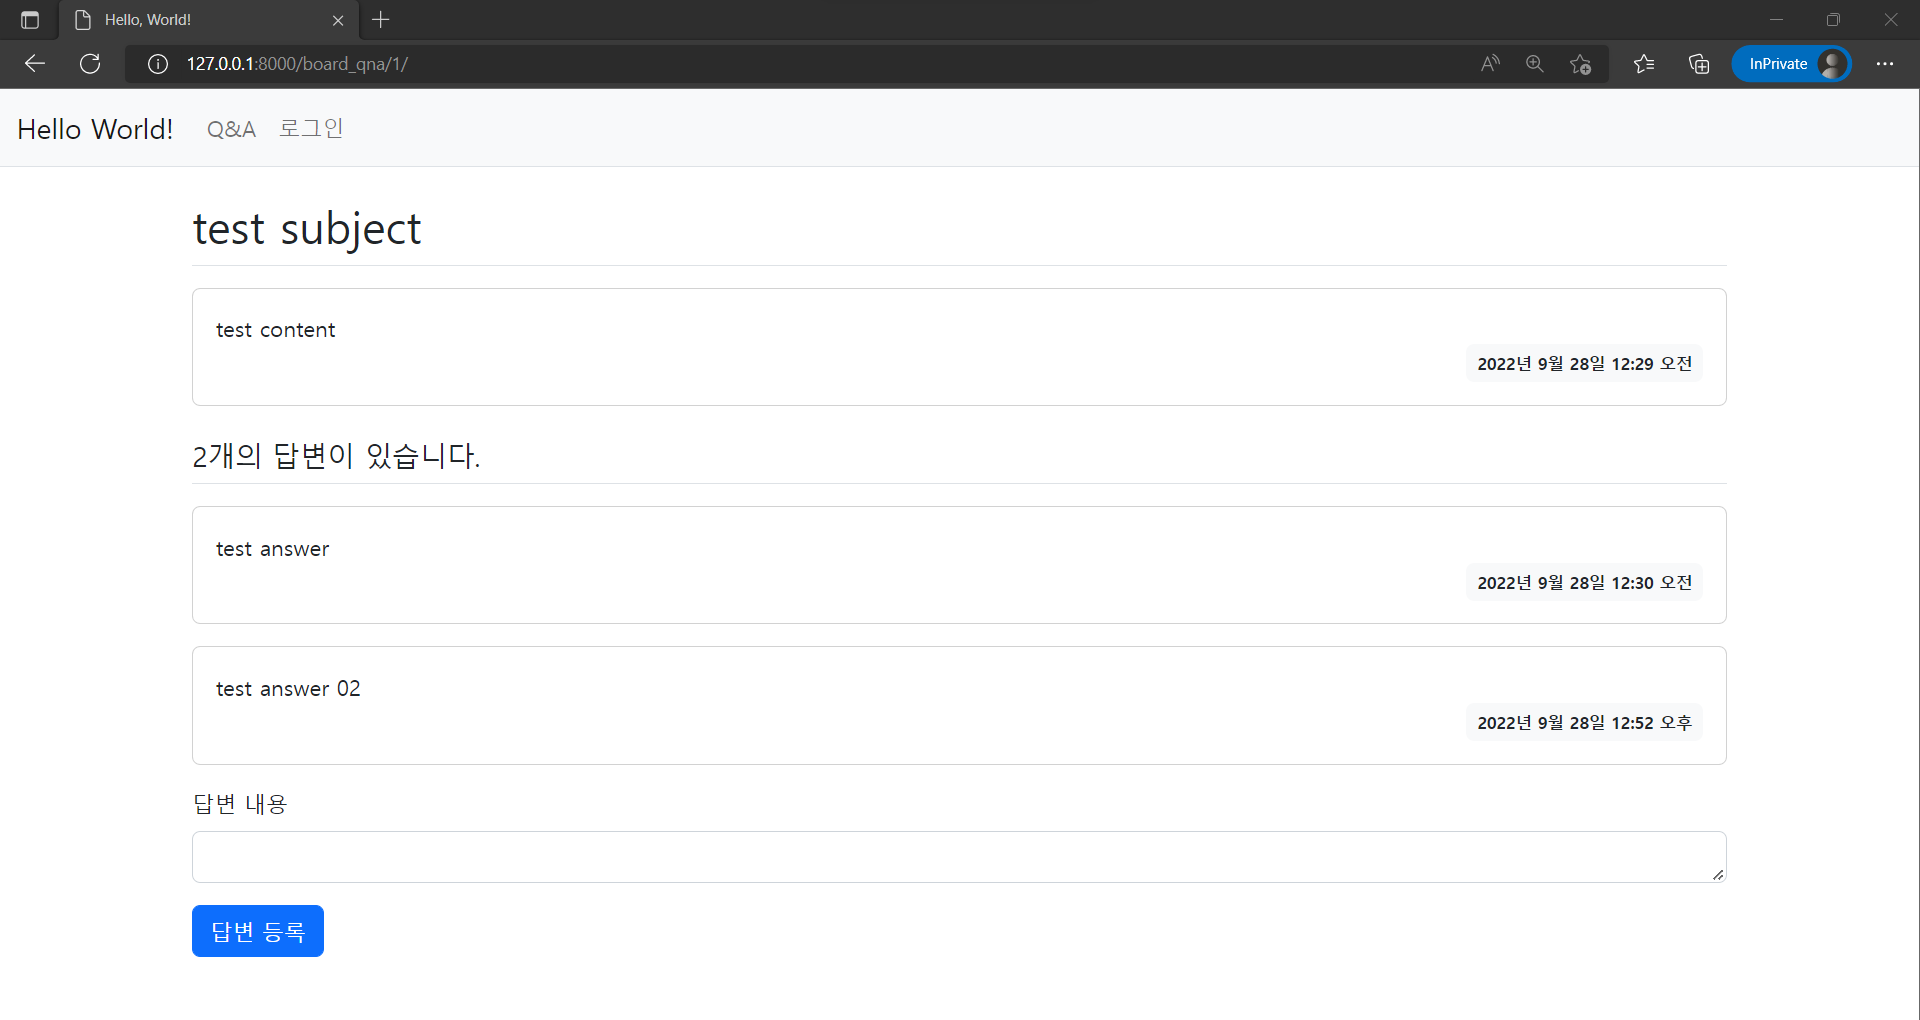 Hello, World!
127.0.0.1:8000/board_qna/1/
InPrivate
Hello World! Q&A 로그인
test subject
test content
2022년 9월 28일 12:29 오전
2개의 답변이 있습니다.
test answer
2022년 9월 28일 12:30 오전
test answer 02
2022년 9월 28일 12:52 오후
답변 내용
답변 등록